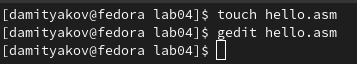 [damityakov@fedora lab04]$ touch hello.asm
[damityakov@fedora lab04]$ gedit hello.asm
[damityakov@fedora lab04]$